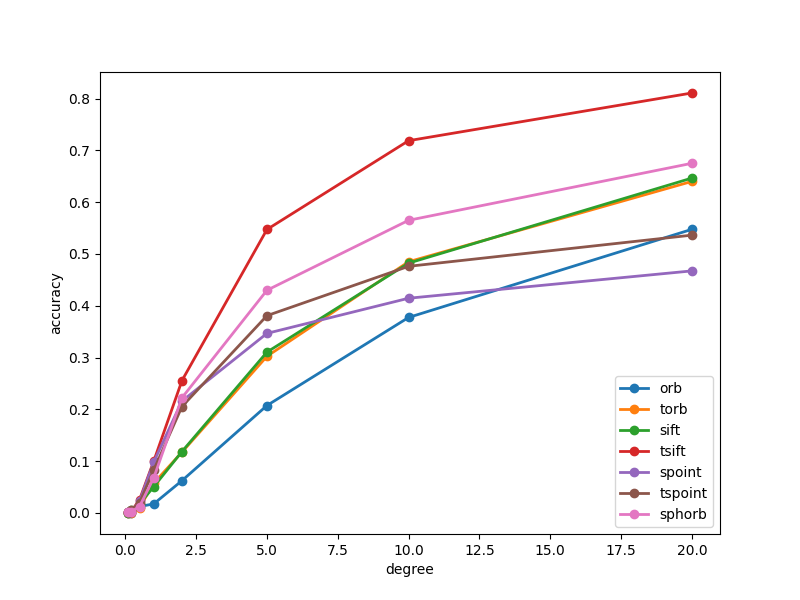 0.8
0.7
0.6
0.5
0.4
0.3
0.2
0.1
0.0
accuracy
0.0 2.5 5.0 7.5 10.0 12.5 15.0 17.5 20.0
degree
orb
torb
sift
tsift
spoint
tspoint
sphorb